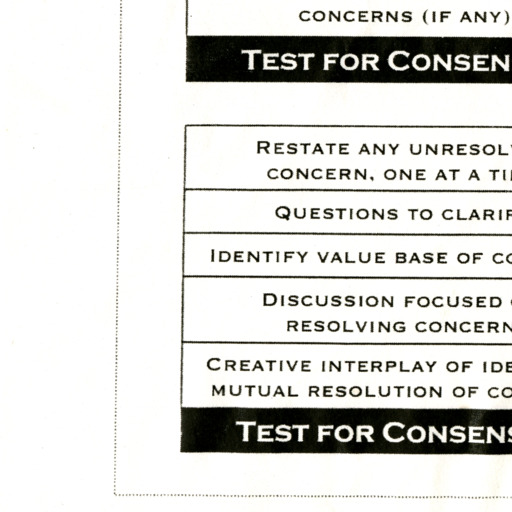 CONCERNS (IF ANY)
TEST FOR CONSEN
RESTATE ANY UNRESOL
CONCERN, ONE AT A TI
QUESTIONS TO CLARIF
IDENTIFY VALUE BASE OF CO
DISCUSSION FOCUSED
RESOLVING CONCERN
CREATIVE INTERPLAY OF IDE
MUTUAL RESOLUTION OF CO
TEST FOR CONSENS